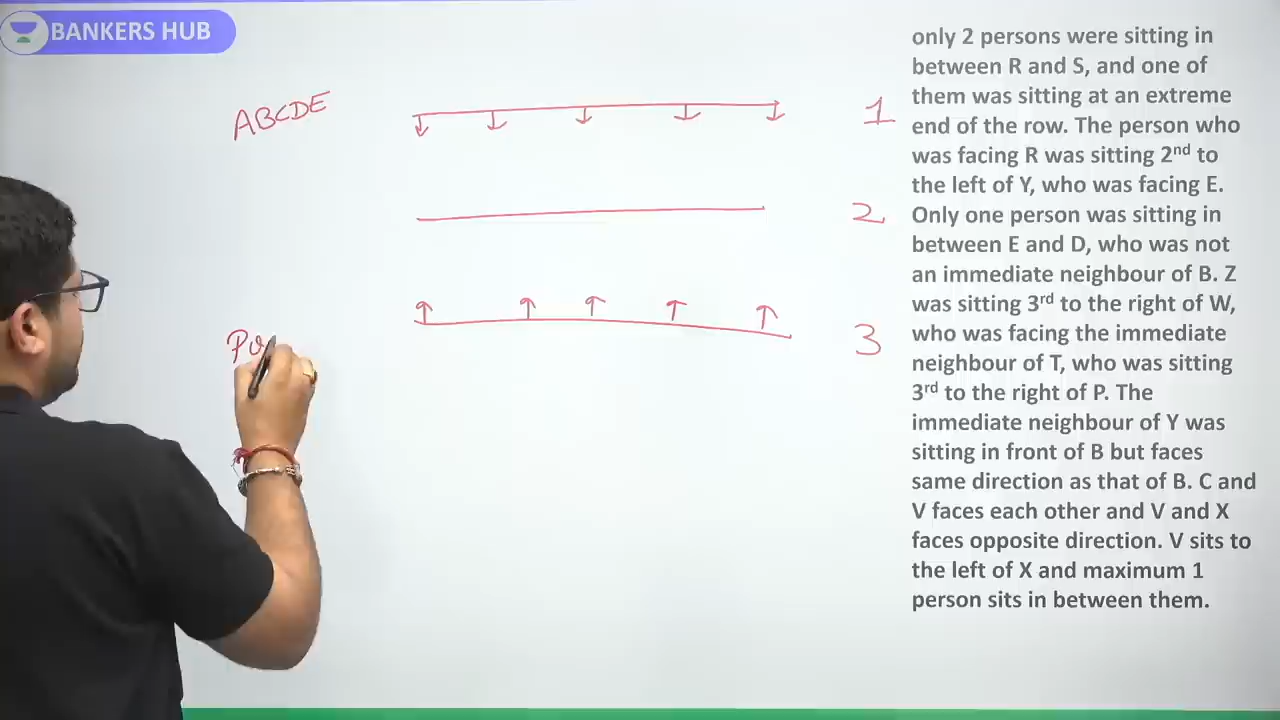 BANKERS HUB
ABCDE
1
2
3
only 2 persons were sitting in
between R and S, and one of
them was sitting at an extreme
end of the row. The person who
was facing R was sitting 2nd to
the left of Y, who was facing E.
Only one person was sitting in
between E and D, who was not
an immediate neighbour of B. Z
was sitting 3rd to the right of W,
who was facing the immediate
neighbour of T, who was sitting
3rd to the right of P. The
immediate neighbour of Y was
sitting in front of B but faces
same direction as that of B. C and
V faces each other and V and X
faces opposite direction. V sits to
the left of X and maximum 1
person sits in between them.